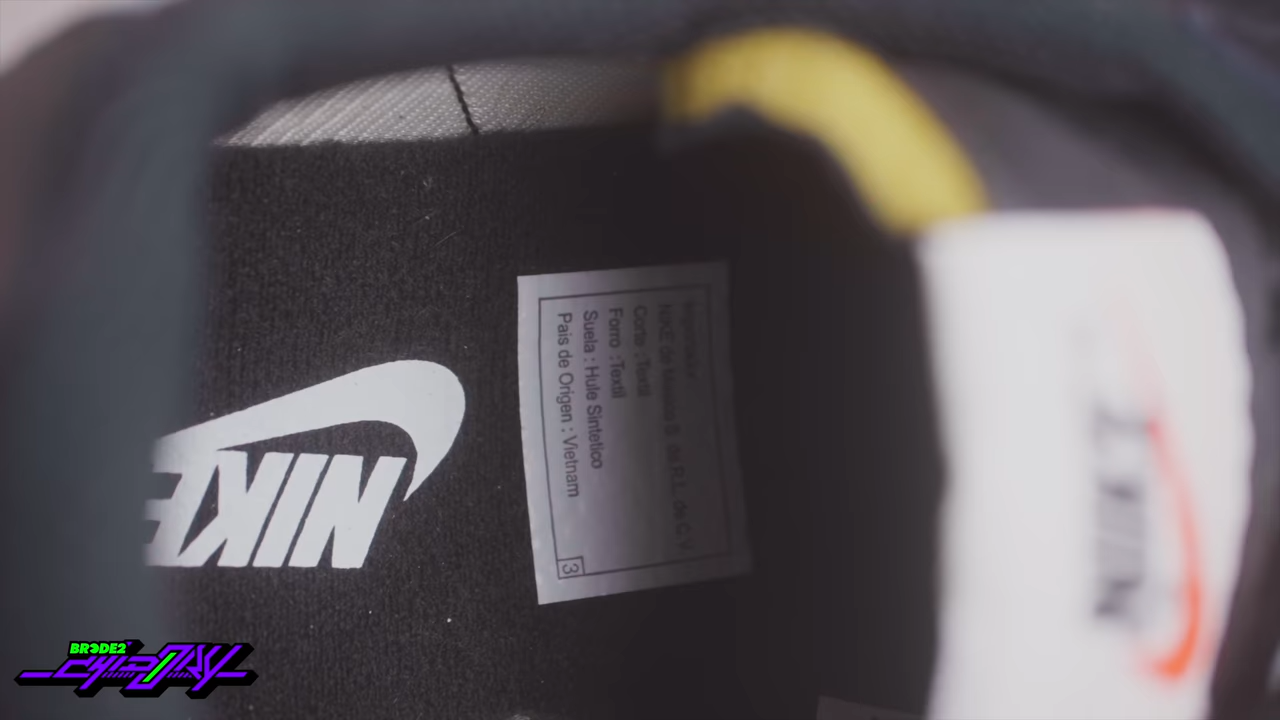 NIKE
Importador:
NIKE de Mexico S. de R.L. de C.V.
Corte : Textil
Forro : Textil
Suela : Hule Sintetico
Pais de Origen : Vietnam
3
NIKE
BRODE2